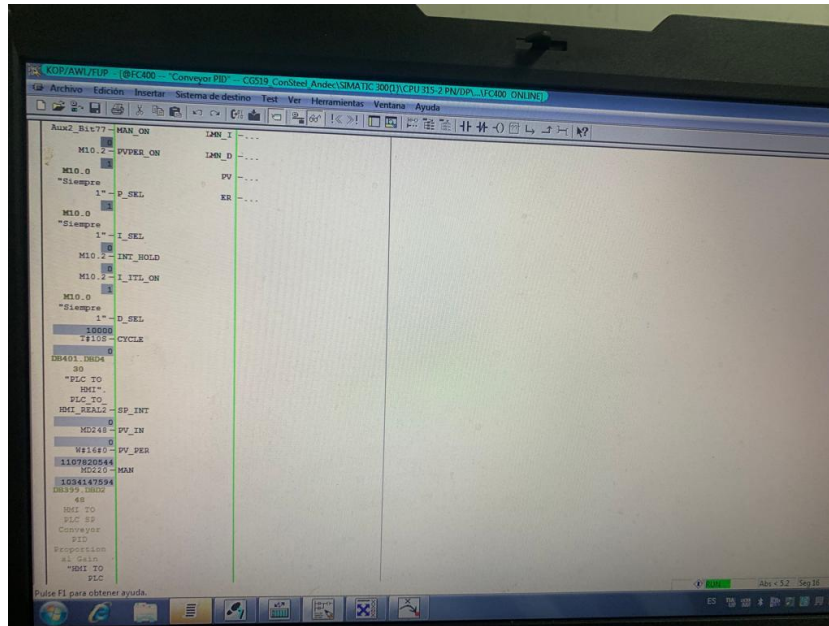 KOP/AWL/FUP - [@FC400 -- "Conveyor PID" -- CG519_ConSteel_Andec\SIMATIC 300(1)\CPU 315-2 PN/DP\...\FC400 ONLINE]
Archivo Edición Insertar Sistema de destino Test Ver Herramientas Ventana Ayuda
Aux2_Bit77 MAN_ON LMN_I ...
0
M10.2 PVPER_ON LMN_D ...
1
M10.0 PV ...
"Siempre
1" P_SEL ER ...
1
M10.0
"Siempre
1" I_SEL
0
M10.2 INT_HOLD
0
M10.2 I_ITL_ON
1
M10.0
"Siempre
1" D_SEL
10000
T#10S CYCLE
0
DB401.DBD4
30
"PLC TO
HMI".
PLC_TO_
HMI_REAL2 SP_INT
0
MD248 PV_IN
0
W#16#0 PV_PER
1107820544
MD220 MAN
1034147594
DB399.DBD2
48
HMI TO
PLC SP
Conveyor
PID
Proportion
al Gain
"HMI TO
PLC
Pulse F1 para obtener ayuda.
RUN Abs < 5.2 Seg 16
ES